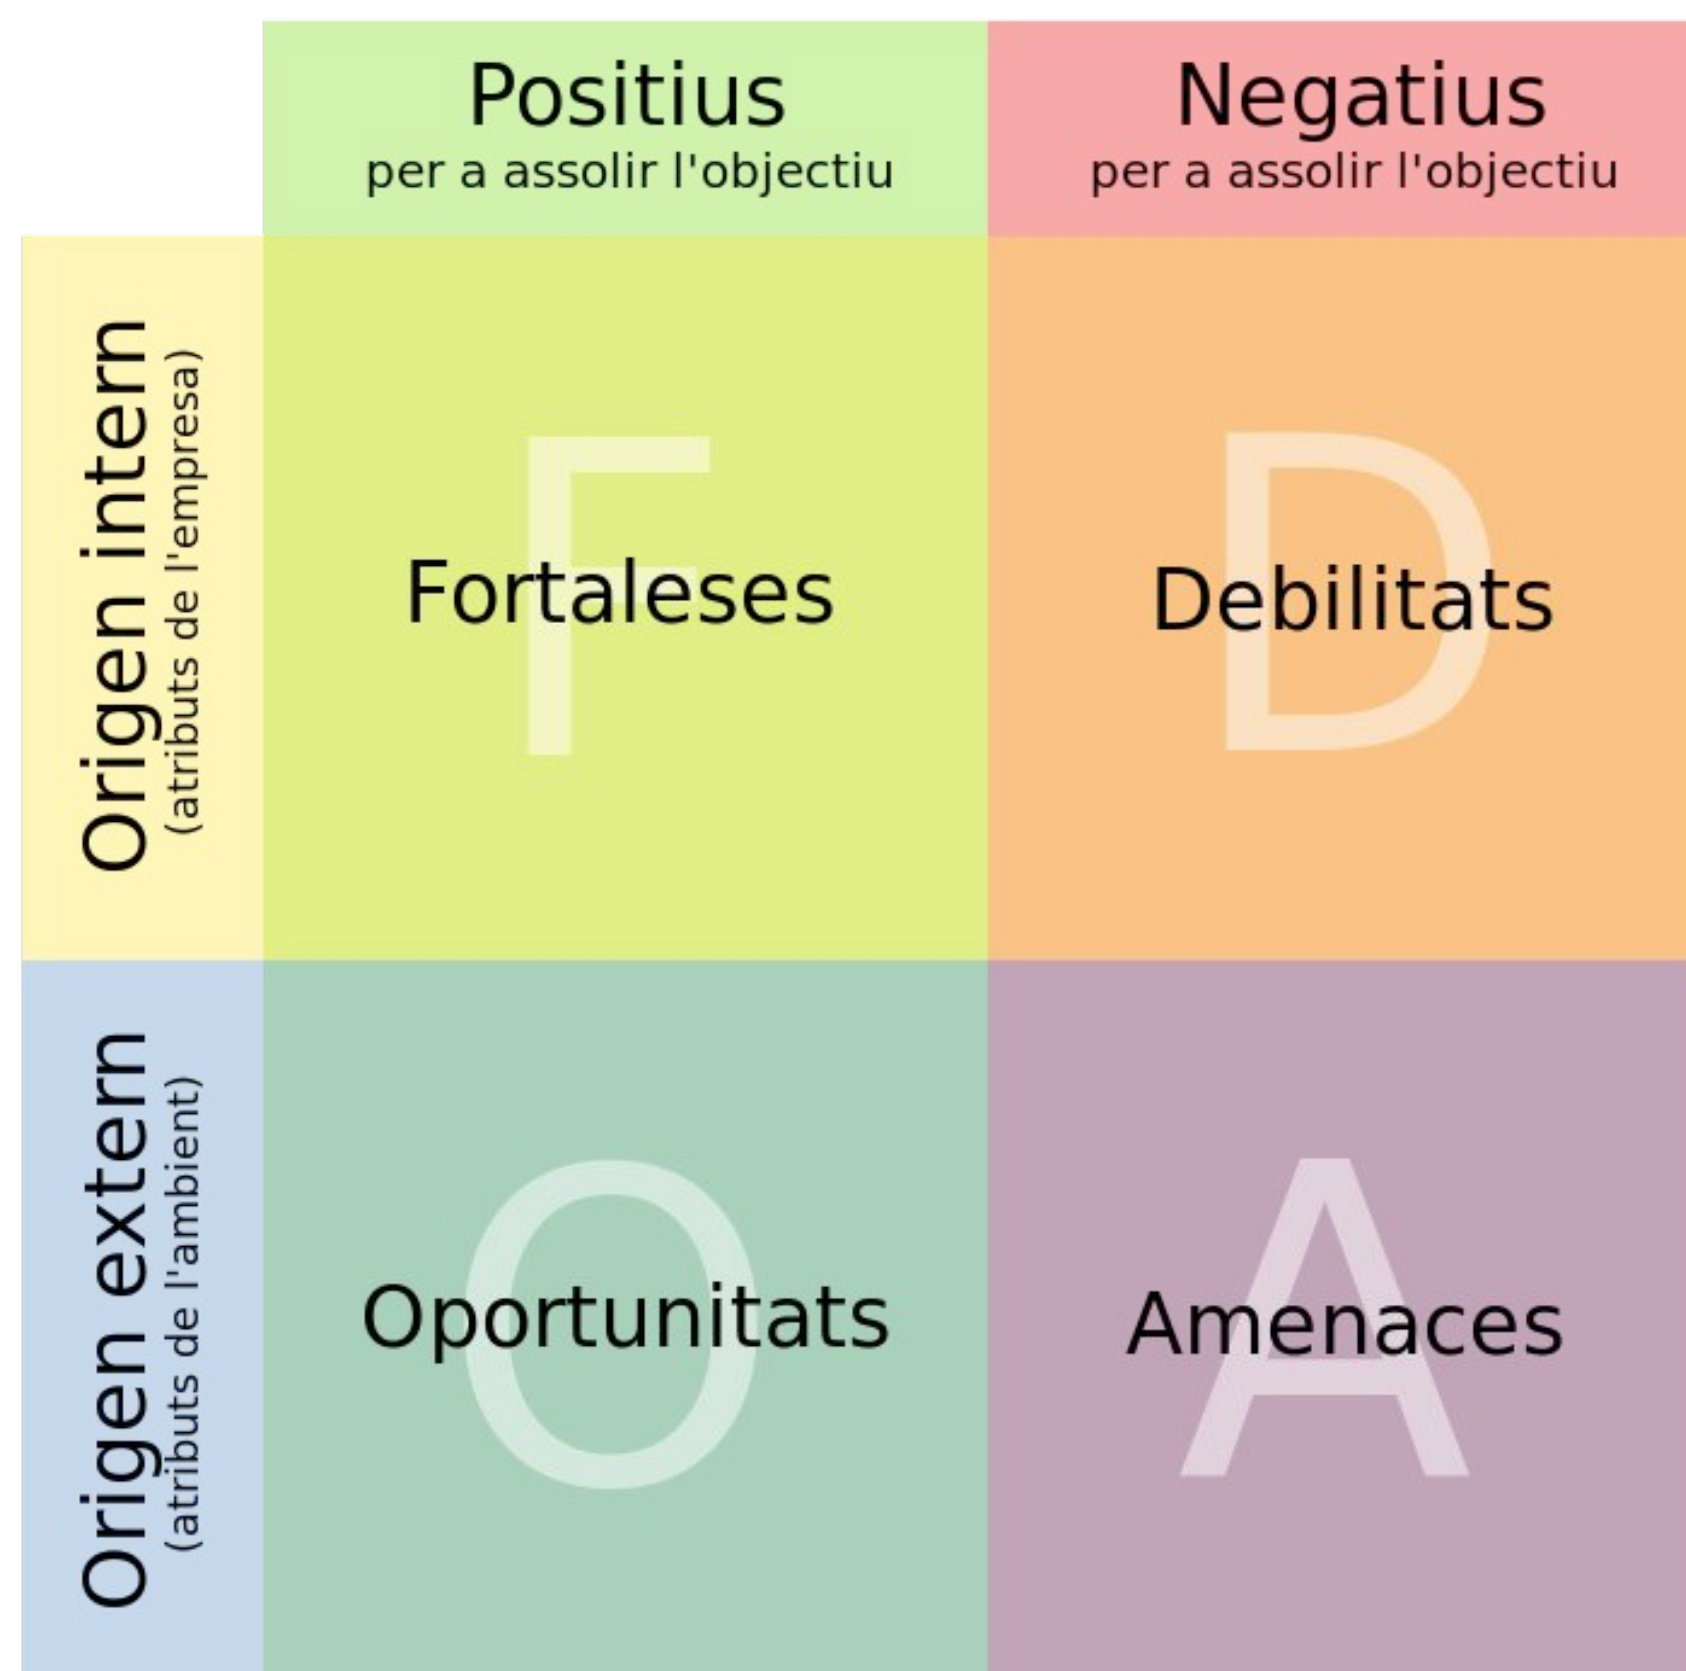 Positius
per a assolir l'objectiu
Negatius
per a assolir l'objectiu
Origen intern
(atributs de l'empresa)
F
Fortaleses
D
Debilitats
Origen extern
(atributs de l'ambient)
O
Oportunitats
A
Amenaces